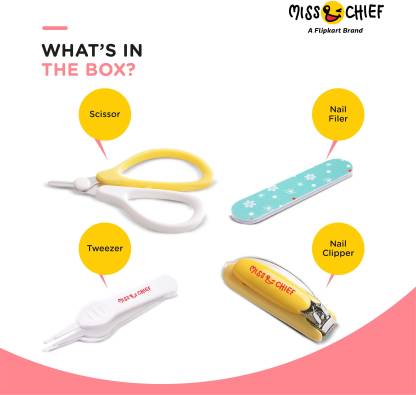 MISS CHIEF
A Flipkart Brand
WHAT'S IN
THE BOX?
Scissor
Nail
Filer
Tweezer
Nail
Clipper
MISS CHIEF
MISS CHIEF